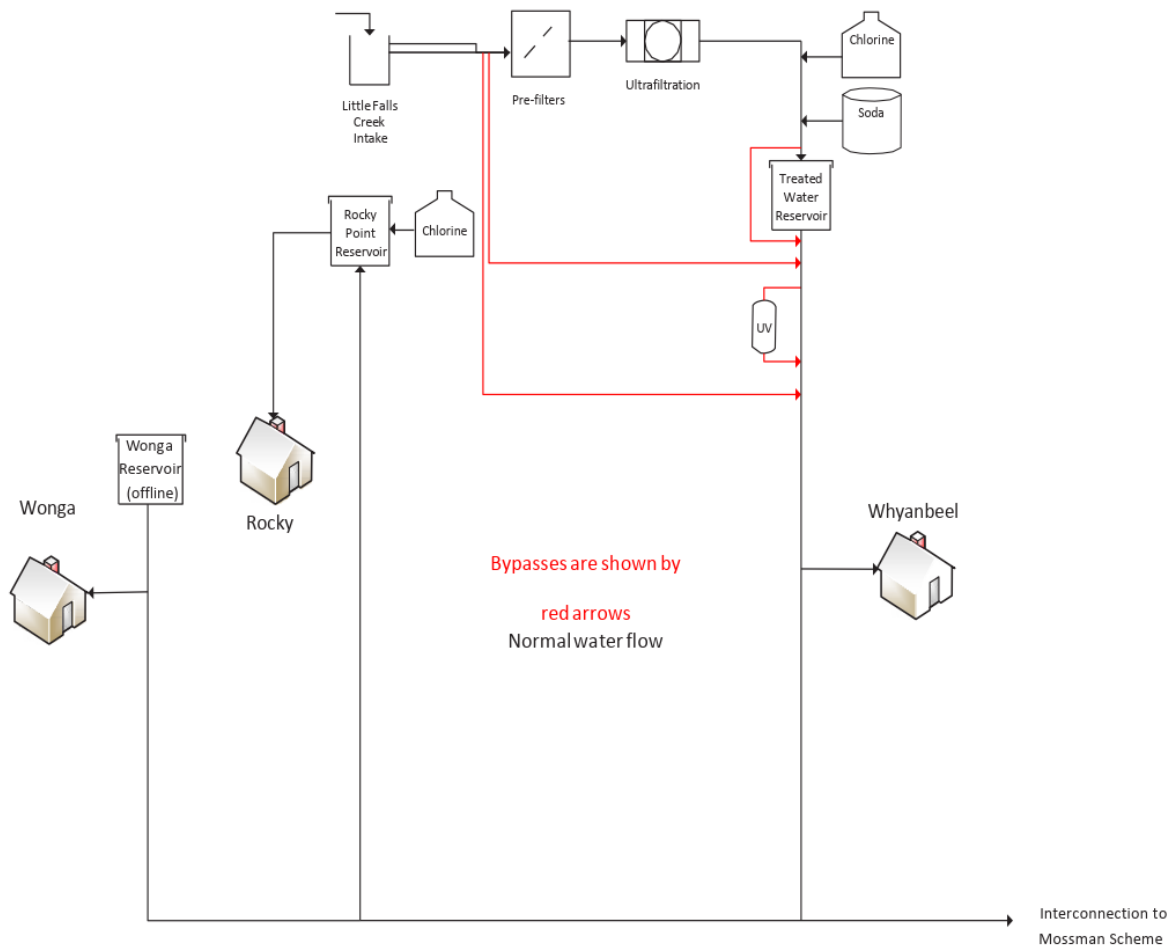 Little Falls
Creek
Intake
Pre-filters
Ultrafiltration
Chlorine
Soda
Treated
Water
Reservoir
Rocky
Point
Reservoir
Chlorine
UV
Wonga
Reservoir
(offline)
Wonga
Rocky
Whyanbeel
Bypasses are shown by
red arrows
Normal water flow
Interconnection to
Mossman Scheme